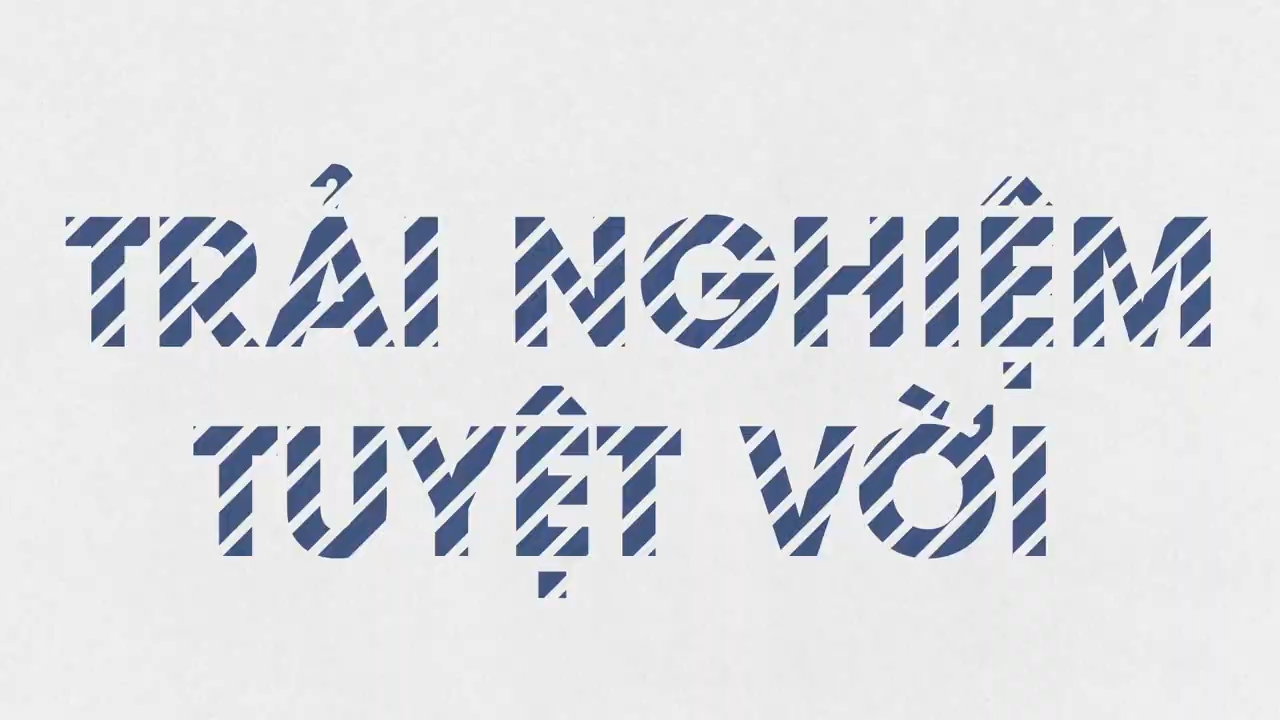 TRẢI NGHIỆM
TUYỆT VỜI